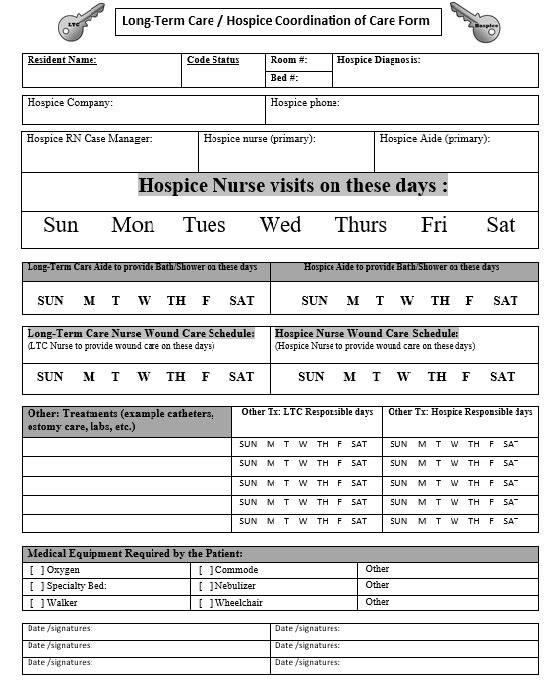 LTC
Long-Term Care / Hospice Coordination of Care Form
Hospice
Resident Name:
Code Status
Room #:
Bed #:
Hospice Diagnosis:
Hospice Company:
Hospice phone:
Hospice RN Case Manager:
Hospice nurse (primary):
Hospice Aide (primary):
Hospice Nurse visits on these days :
Sun Mon Tues Wed Thurs Fri Sat
Long-Term Care Aide to provide Bath/Shower on these days
Hospice Aide to provide Bath/Shower on these days
SUN M T W TH F SAT
SUN M T W TH F SAT
Long-Term Care Nurse Wound Care Schedule:
(LTC Nurse to provide wound care on these days)
Hospice Nurse Wound Care Schedule:
(Hospice Nurse to provide wound care on these days)
SUN M T W TH F SAT
SUN M T W TH F SAT
Other: Treatments (example catheters,
ostomy care, labs, etc.)
Other Tx: LTC Responsible days
Other Tx: Hospice Responsible days
SUN M T W TH F SAT
SUN M T W TH F SAT
SUN M T W TH F SAT
SUN M T W TH F SAT
SUN M T W TH F SAT
SUN M T W TH F SAT
SUN M T W TH F SAT
SUN M T W TH F SAT
SUN M T W TH F SAT
SUN M T W TH F SAT
Medical Equipment Required by the Patient:
[ ] Oxygen
[ ] Commode
Other
[ ] Specialty Bed:
[ ] Nebulizer
Other
[ ] Walker
[ ] Wheelchair
Other
Date /signatures:
Date /signatures:
Date /signatures:
Date /signatures:
Date /signatures:
Date /signatures: